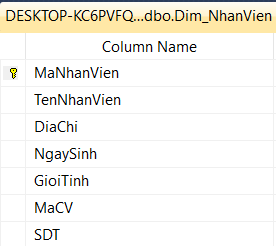 DESKTOP-KC6PVFQ...dbo.Dim_NhanVien
Column Name
MaNhanVien
TenNhanVien
DiaChi
NgaySinh
GioiTinh
MaCV
SDT